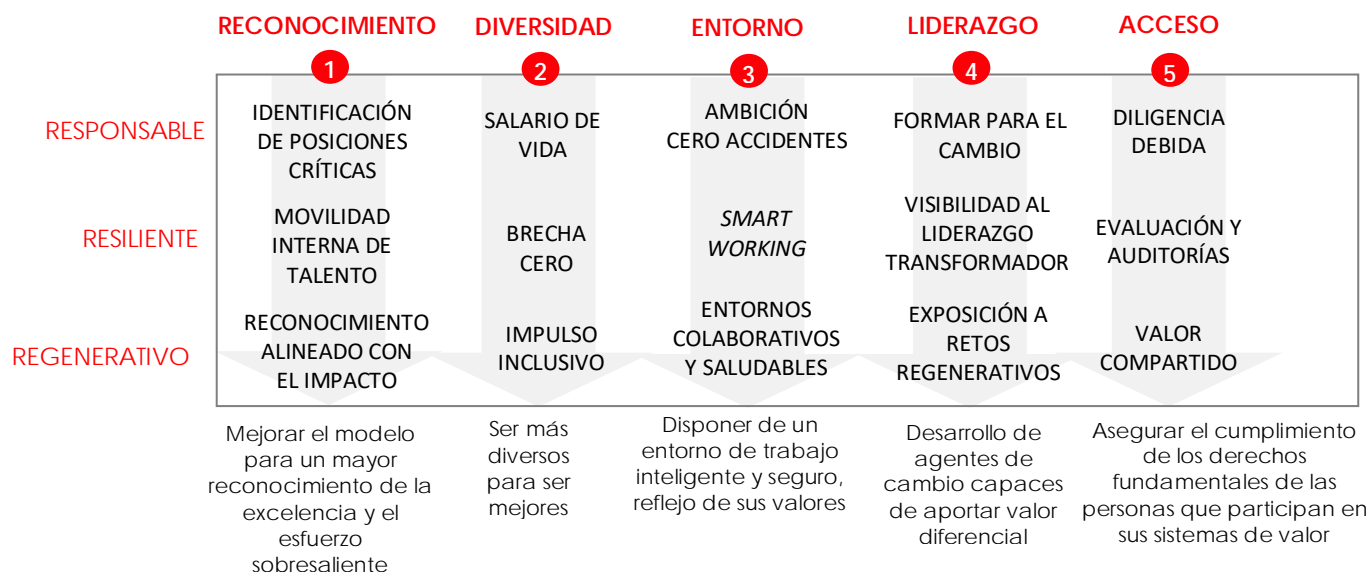 RECONOCIMIENTO DIVERSIDAD ENTORNO LIDERAZGO ACCESO
1 2 3 4 5
RESPONSABLE
IDENTIFICACIÓN
DE POSICIONES
CRÍTICAS
SALARIO DE
VIDA
AMBICIÓN
CERO ACCIDENTES
FORMAR PARA EL
CAMBIO
DILIGENCIA
DEBIDA
RESILIENTE
MOVILIDAD
INTERNA DE
TALENTO
BRECHA
CERO
SMART
WORKING
VISIBILIDAD AL
LIDERAZGO
TRANSFORMADOR
EVALUACIÓN Y
AUDITORÍAS
REGENERATIVO
RECONOCIMIENTO
ALINEADO CON
EL IMPACTO
IMPULSO
INCLUSIVO
ENTORNOS
COLABORATIVOS
Y SALUDABLES
EXPOSICIÓN A
RETOS
REGENERATIVOS
VALOR
COMPARTIDO
Mejorar el modelo
para un mayor
reconocimiento de la
excelencia y el
esfuerzo
sobresaliente
Ser más
diversos
para ser
mejores
Disponer de un
entorno de trabajo
inteligente y seguro,
reflejo de sus valores
Desarrollo de
agentes de
cambio capaces
de aportar valor
diferencial
Asegurar el cumplimiento
de los derechos
fundamentales de las
personas que participan en
sus sistemas de valor